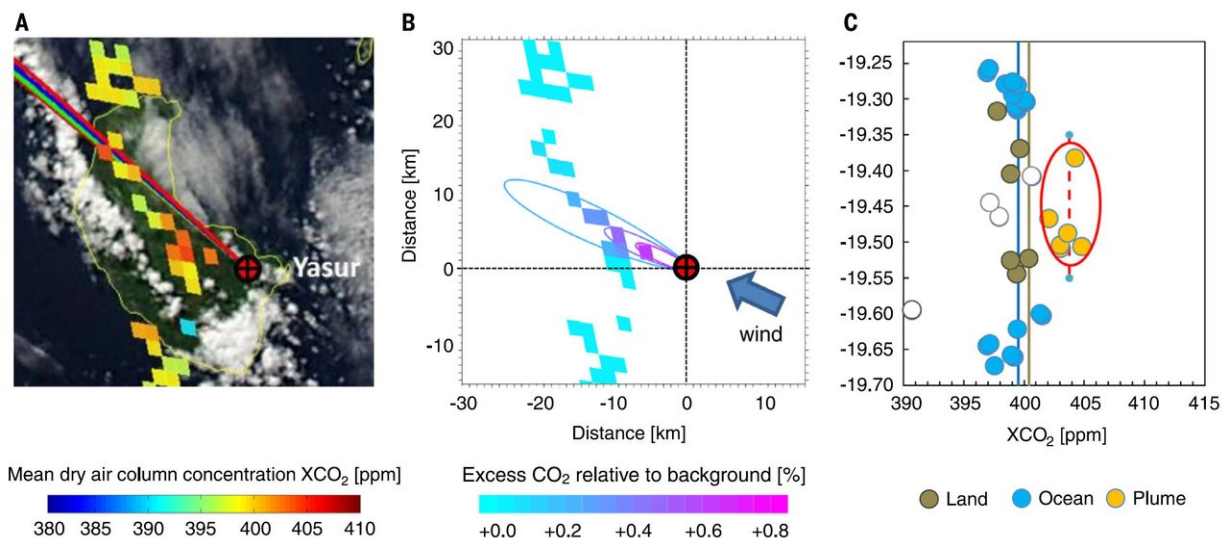 A
Yasur
Mean dry air column concentration XCO₂ [ppm]
380 385 390 395 400 405 410
B
30
20
10
0
-10
-30 -20 -10 0 10
Distance [km]
Distance [km]
wind
Excess CO₂ relative to background [%]
+0.0 +0.2 +0.4 +0.6 +0.8
C
-19.25
-19.30
-19.35
-19.40
-19.45
-19.50
-19.55
-19.60
-19.65
-19.70
390 395 400 405 410 415
XCO₂ [ppm]
Land Ocean Plume